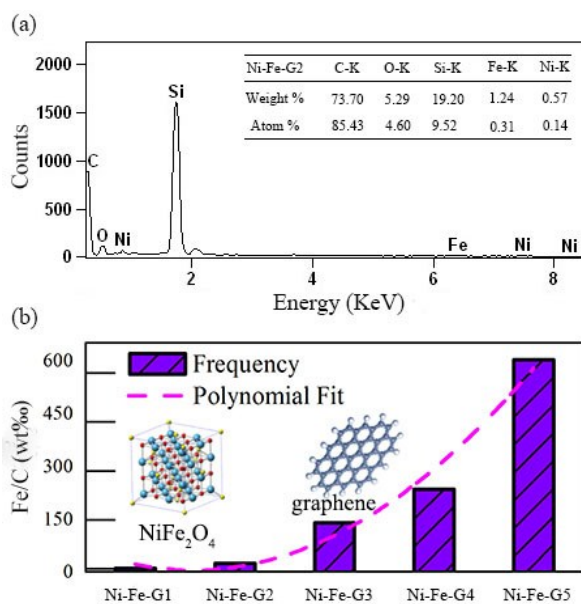 (a)
2000
1500
1000
500
0
Counts
C
O
Ni
Si
Fe
Ni
Ni
2 4 6 8
Energy (KeV)
Ni-Fe-G2 C-K O-K Si-K Fe-K Ni-K
Weight % 73.70 5.29 19.20 1.24 0.57
Atom % 85.43 4.60 9.52 0.31 0.14
(b)
600
450
300
150
0
Fe/C (wt‰)
Frequency
Polynomial Fit
NiFe2O4
graphene
Ni-Fe-G1 Ni-Fe-G2 Ni-Fe-G3 Ni-Fe-G4 Ni-Fe-G5